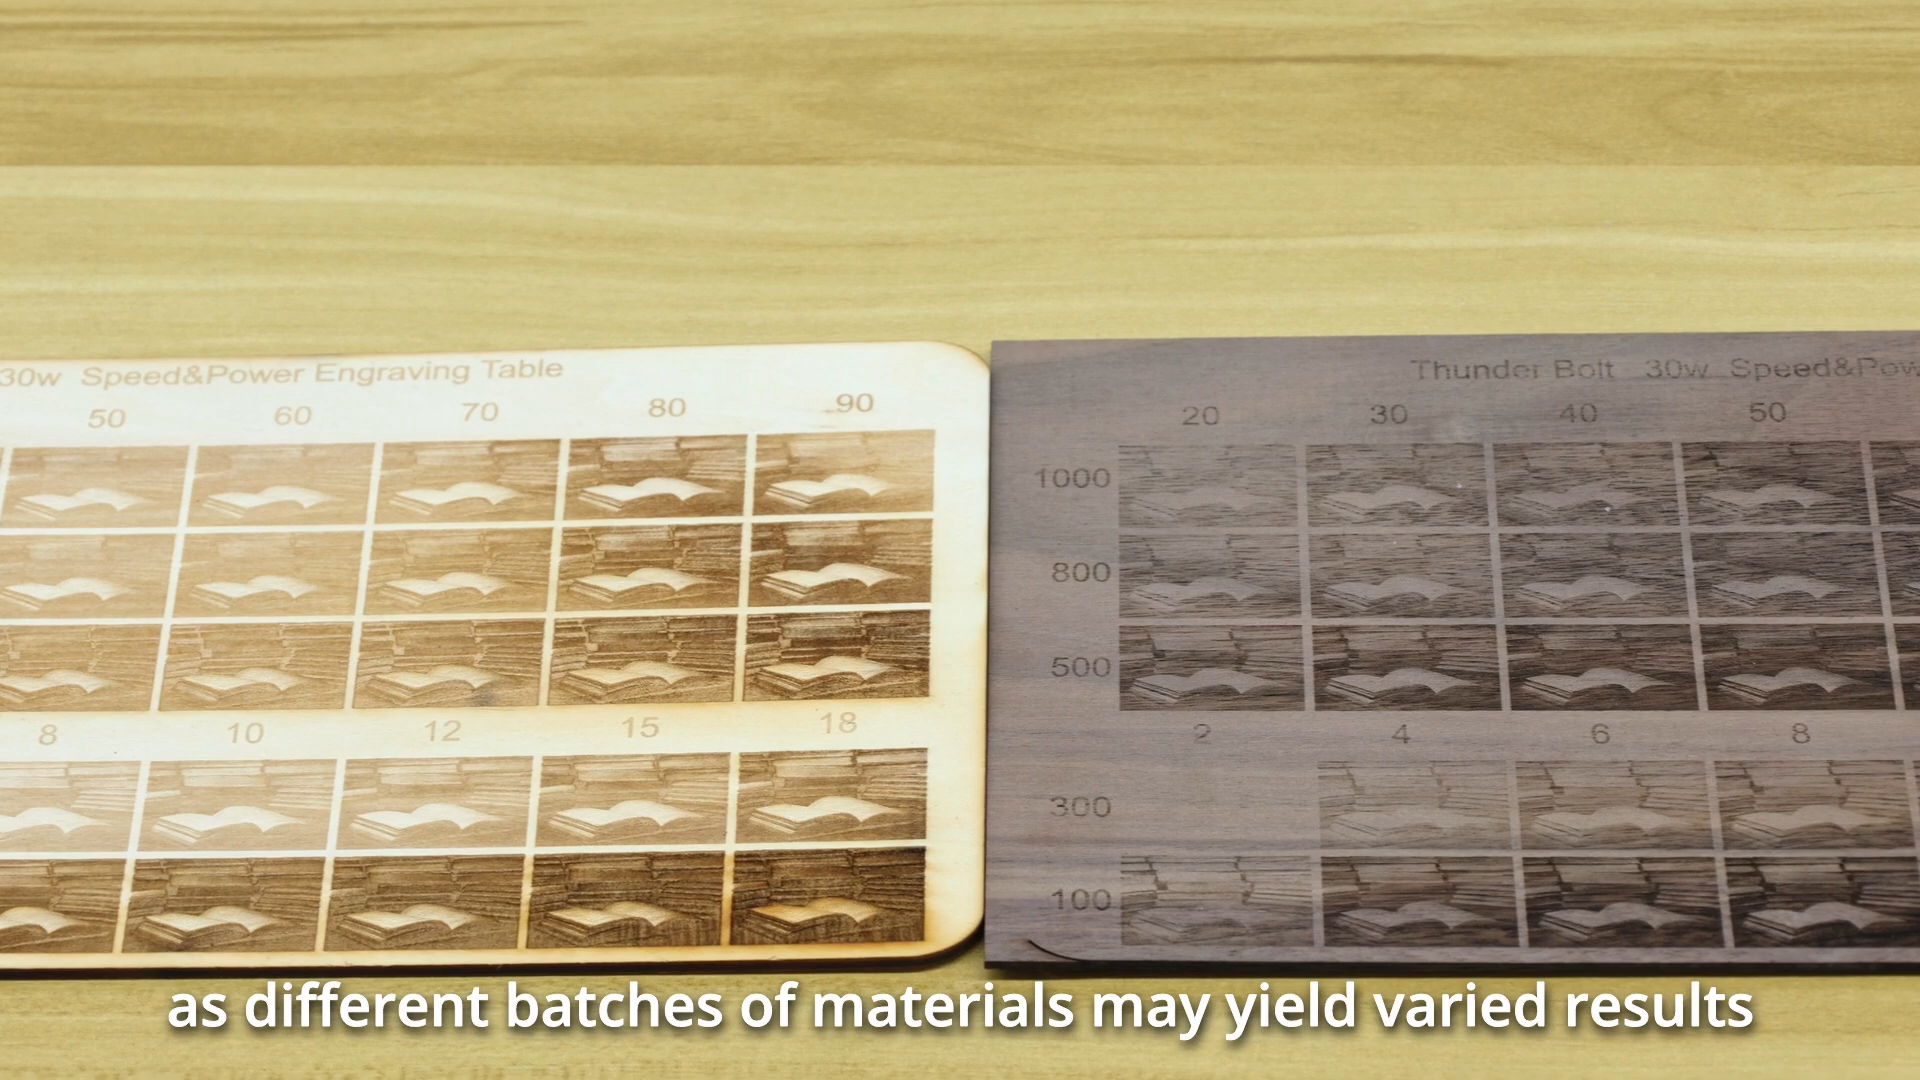 30w Speed&Power Engraving Table
50 60 70 80 90
8 10 12 15 18
Thunder Bolt 30w Speed&Pow
20 30 40 50
1000
800
500
2 4 6 8
300
100
as different batches of materials may yield varied results